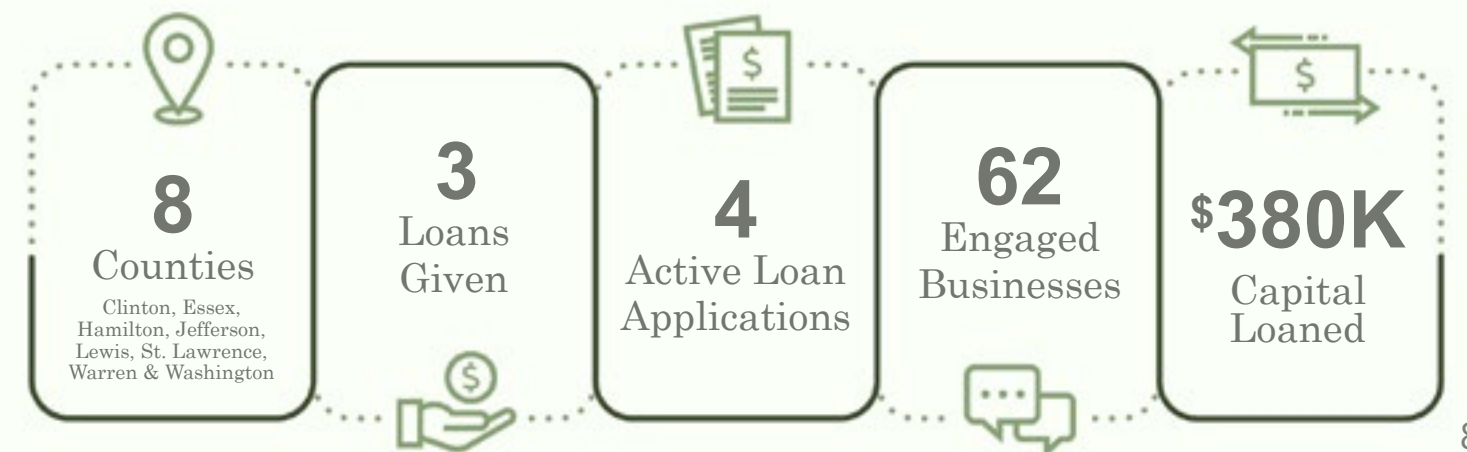 8
Counties
Clinton, Essex,
Hamilton, Jefferson,
Lewis, St. Lawrence,
Warren & Washington
3
Loans
Given
$
4
Active Loan
Applications
$
62
Engaged
Businesses
$
$380K
Capital
Loaned